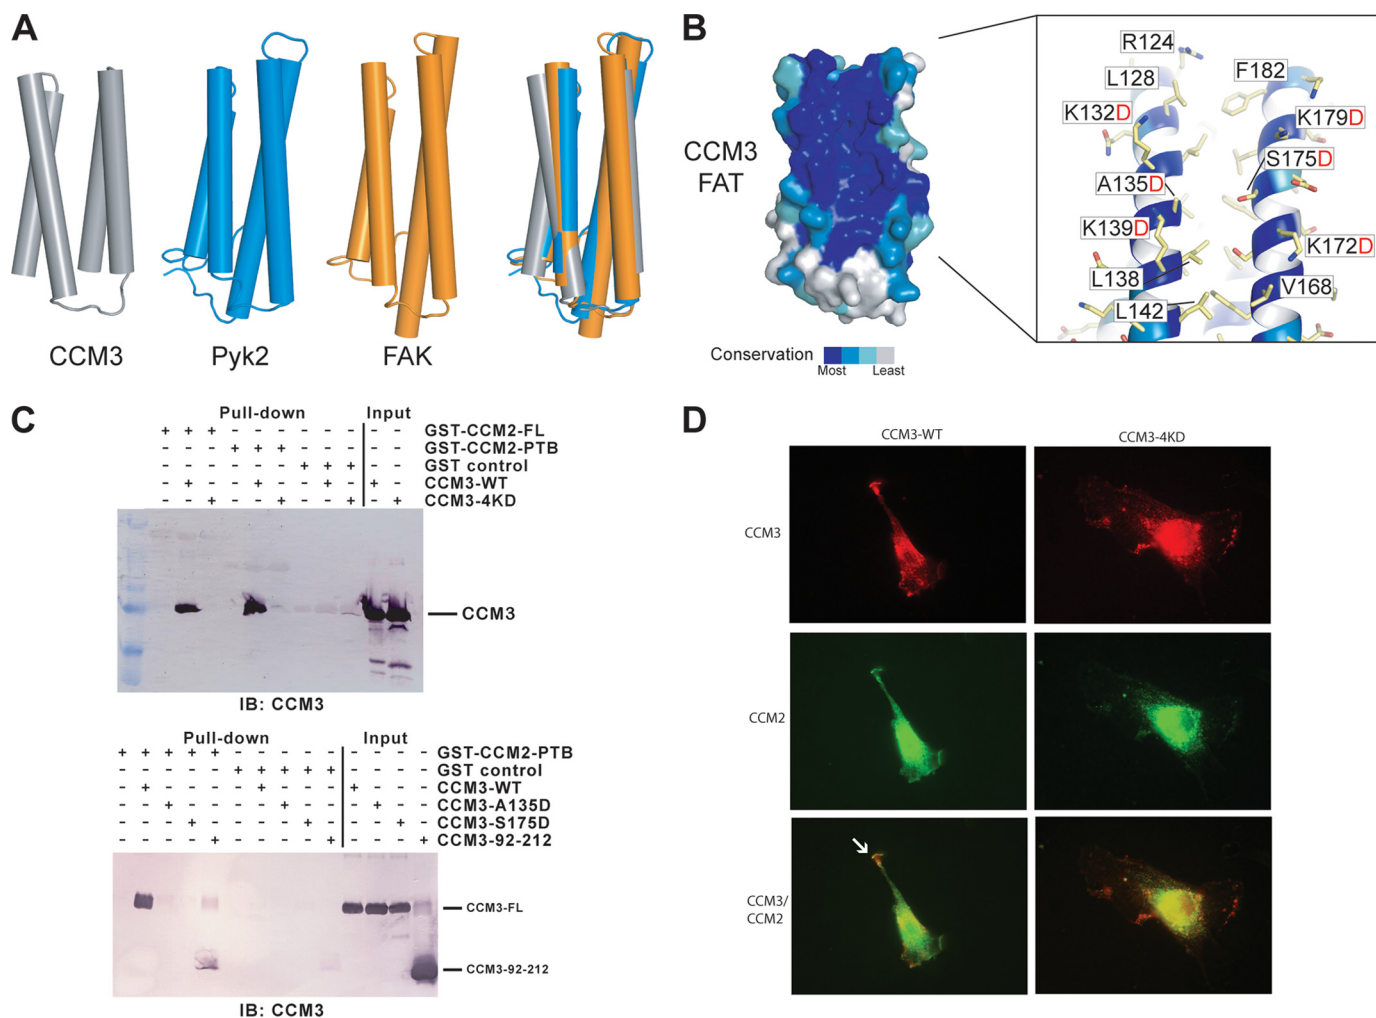 A
CCM3
Pyk2
FAK
B
CCM3
FAT
Conservation
Most
Least
R124
L128
K132D
A135D
K139D
L138
L142
F182
K179D
S175D
K172D
V168
C
Pull-down
Input
+ + + - - - - - - - - GST-CCM2-FL
- - - + + + - - - - - GST-CCM2-PTB
- - - - - - + + + - - GST control
- + - - + - - + - + - CCM3-WT
- - + - - + - - + - + CCM3-4KD
CCM3
IB: CCM3
Pull-down
Input
+ + + + + - - - - - - - - - GST-CCM2-PTB
- - - - - + + + + + - - - - GST control
- + - - - - + - - - + - - - CCM3-WT
- - + - - - - + - - - + - - CCM3-A135D
- - - + - - - - + - - - + - CCM3-S175D
- - - - + - - - - + - - - + CCM3-92-212
CCM3-FL
CCM3-92-212
IB: CCM3
D
CCM3-WT
CCM3-4KD
CCM3
CCM2
CCM3/
CCM2